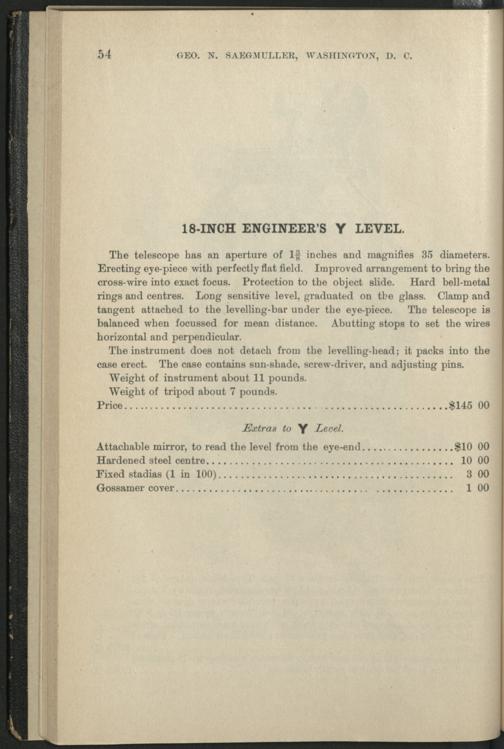 54
GEO. N. SAEGMULLER, WASHINGTON, D. C.
18-INCH ENGINEER'S Y LEVEL.
The telescope has an aperture of 1⅜ inches and magnifies 35 diameters.
Erecting eye-piece with perfectly flat field. Improved arrangement to bring the
cross-wire into exact focus. Protection to the object slide. Hard bell-metal
rings and centres. Long sensitive level, graduated on the glass. Clamp and
tangent attached to the levelling-bar under the eye-piece. The telescope is
balanced when focussed for mean distance. Abutting stops to set the wires
horizontal and perpendicular.
The instrument does not detach from the levelling-head; it packs into the
case erect. The case contains sun-shade, screw-driver, and adjusting pins.
Weight of instrument about 11 pounds.
Weight of tripod about 7 pounds.
Price..................................................................$145 00
Extras to Y Level.
Attachable mirror, to read the level from the eye-end.................$10 00
Hardened steel centre.................................................. 10 00
Fixed stadias (1 in 100)............................................... 3 00
Gossamer cover......................................................... 1 00